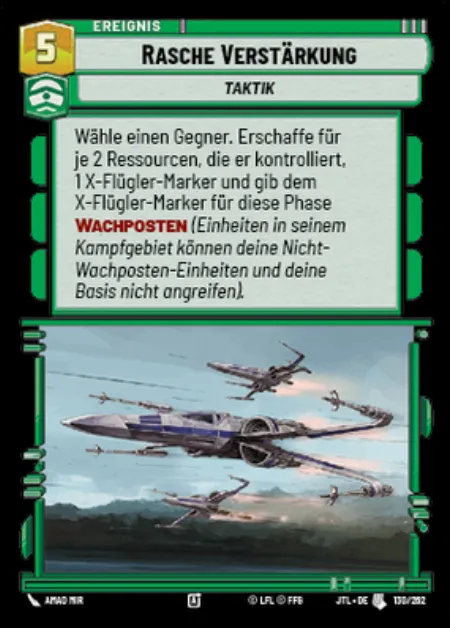 EREIGNIS
5
RASCHE VERSTÄRKUNG
TAKTIK
Wähle einen Gegner. Erschaffe für
je 2 Ressourcen, die er kontrolliert,
1 X-Flügler-Marker und gib dem
X-Flügler-Marker für diese Phase
WACHPOSTEN (Einheiten in seinem
Kampfgebiet können deine Nicht-
Wachposten-Einheiten und deine
Basis nicht angreifen).
AMAD MIR
© LFL © FFG
JTL • DE
130/262